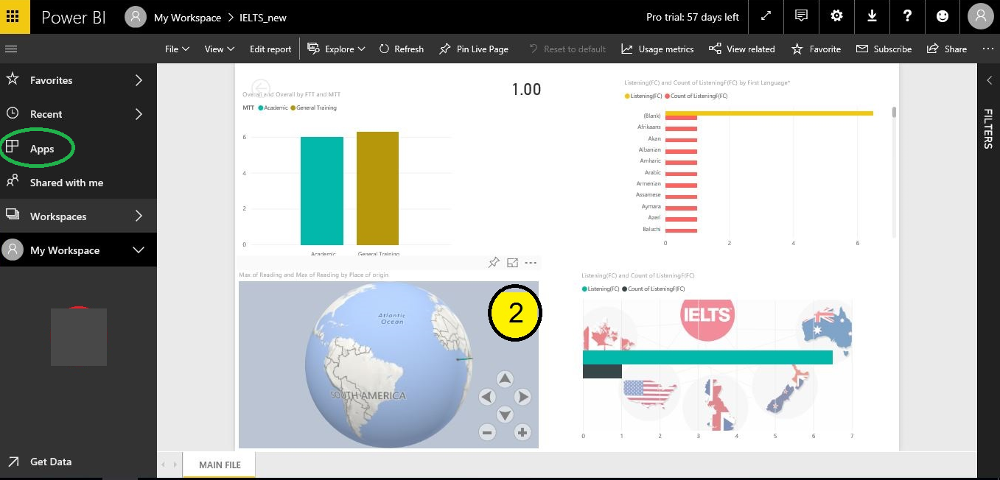 Power BI
My Workspace > IELTS_new
Pro trial: 57 days left
File
View
Edit report
Explore
Refresh
Pin Live Page
Reset to default
Usage metrics
View related
Favorite
Subscribe
Share
Favorites
Recent
Apps
Shared with me
Workspaces
My Workspace
Get Data
Overall and Overall by FTT and MTT
MTT Academic General Training
6
4
2
0
Academic General Training
1.00
Listening(FC) and Count of ListeningF(FC) by First Language*
Listening(FC) Count of ListeningF(FC)
(Blank)
Afrikaans
Akan
Albanian
Amharic
Arabic
Armenian
Assamese
Aymara
Azeri
Baluchi
0 2 4 6
Max of Reading and Max of Reading by Place of origin
Atlantic
Ocean
SOUTH AMERICA
2
Listening(FC) and Count of ListeningF(FC)
Listening(FC) Count of ListeningF(FC)
IELTS
0 1 2 3 4 5 6 7
FILTERS
MAIN FILE